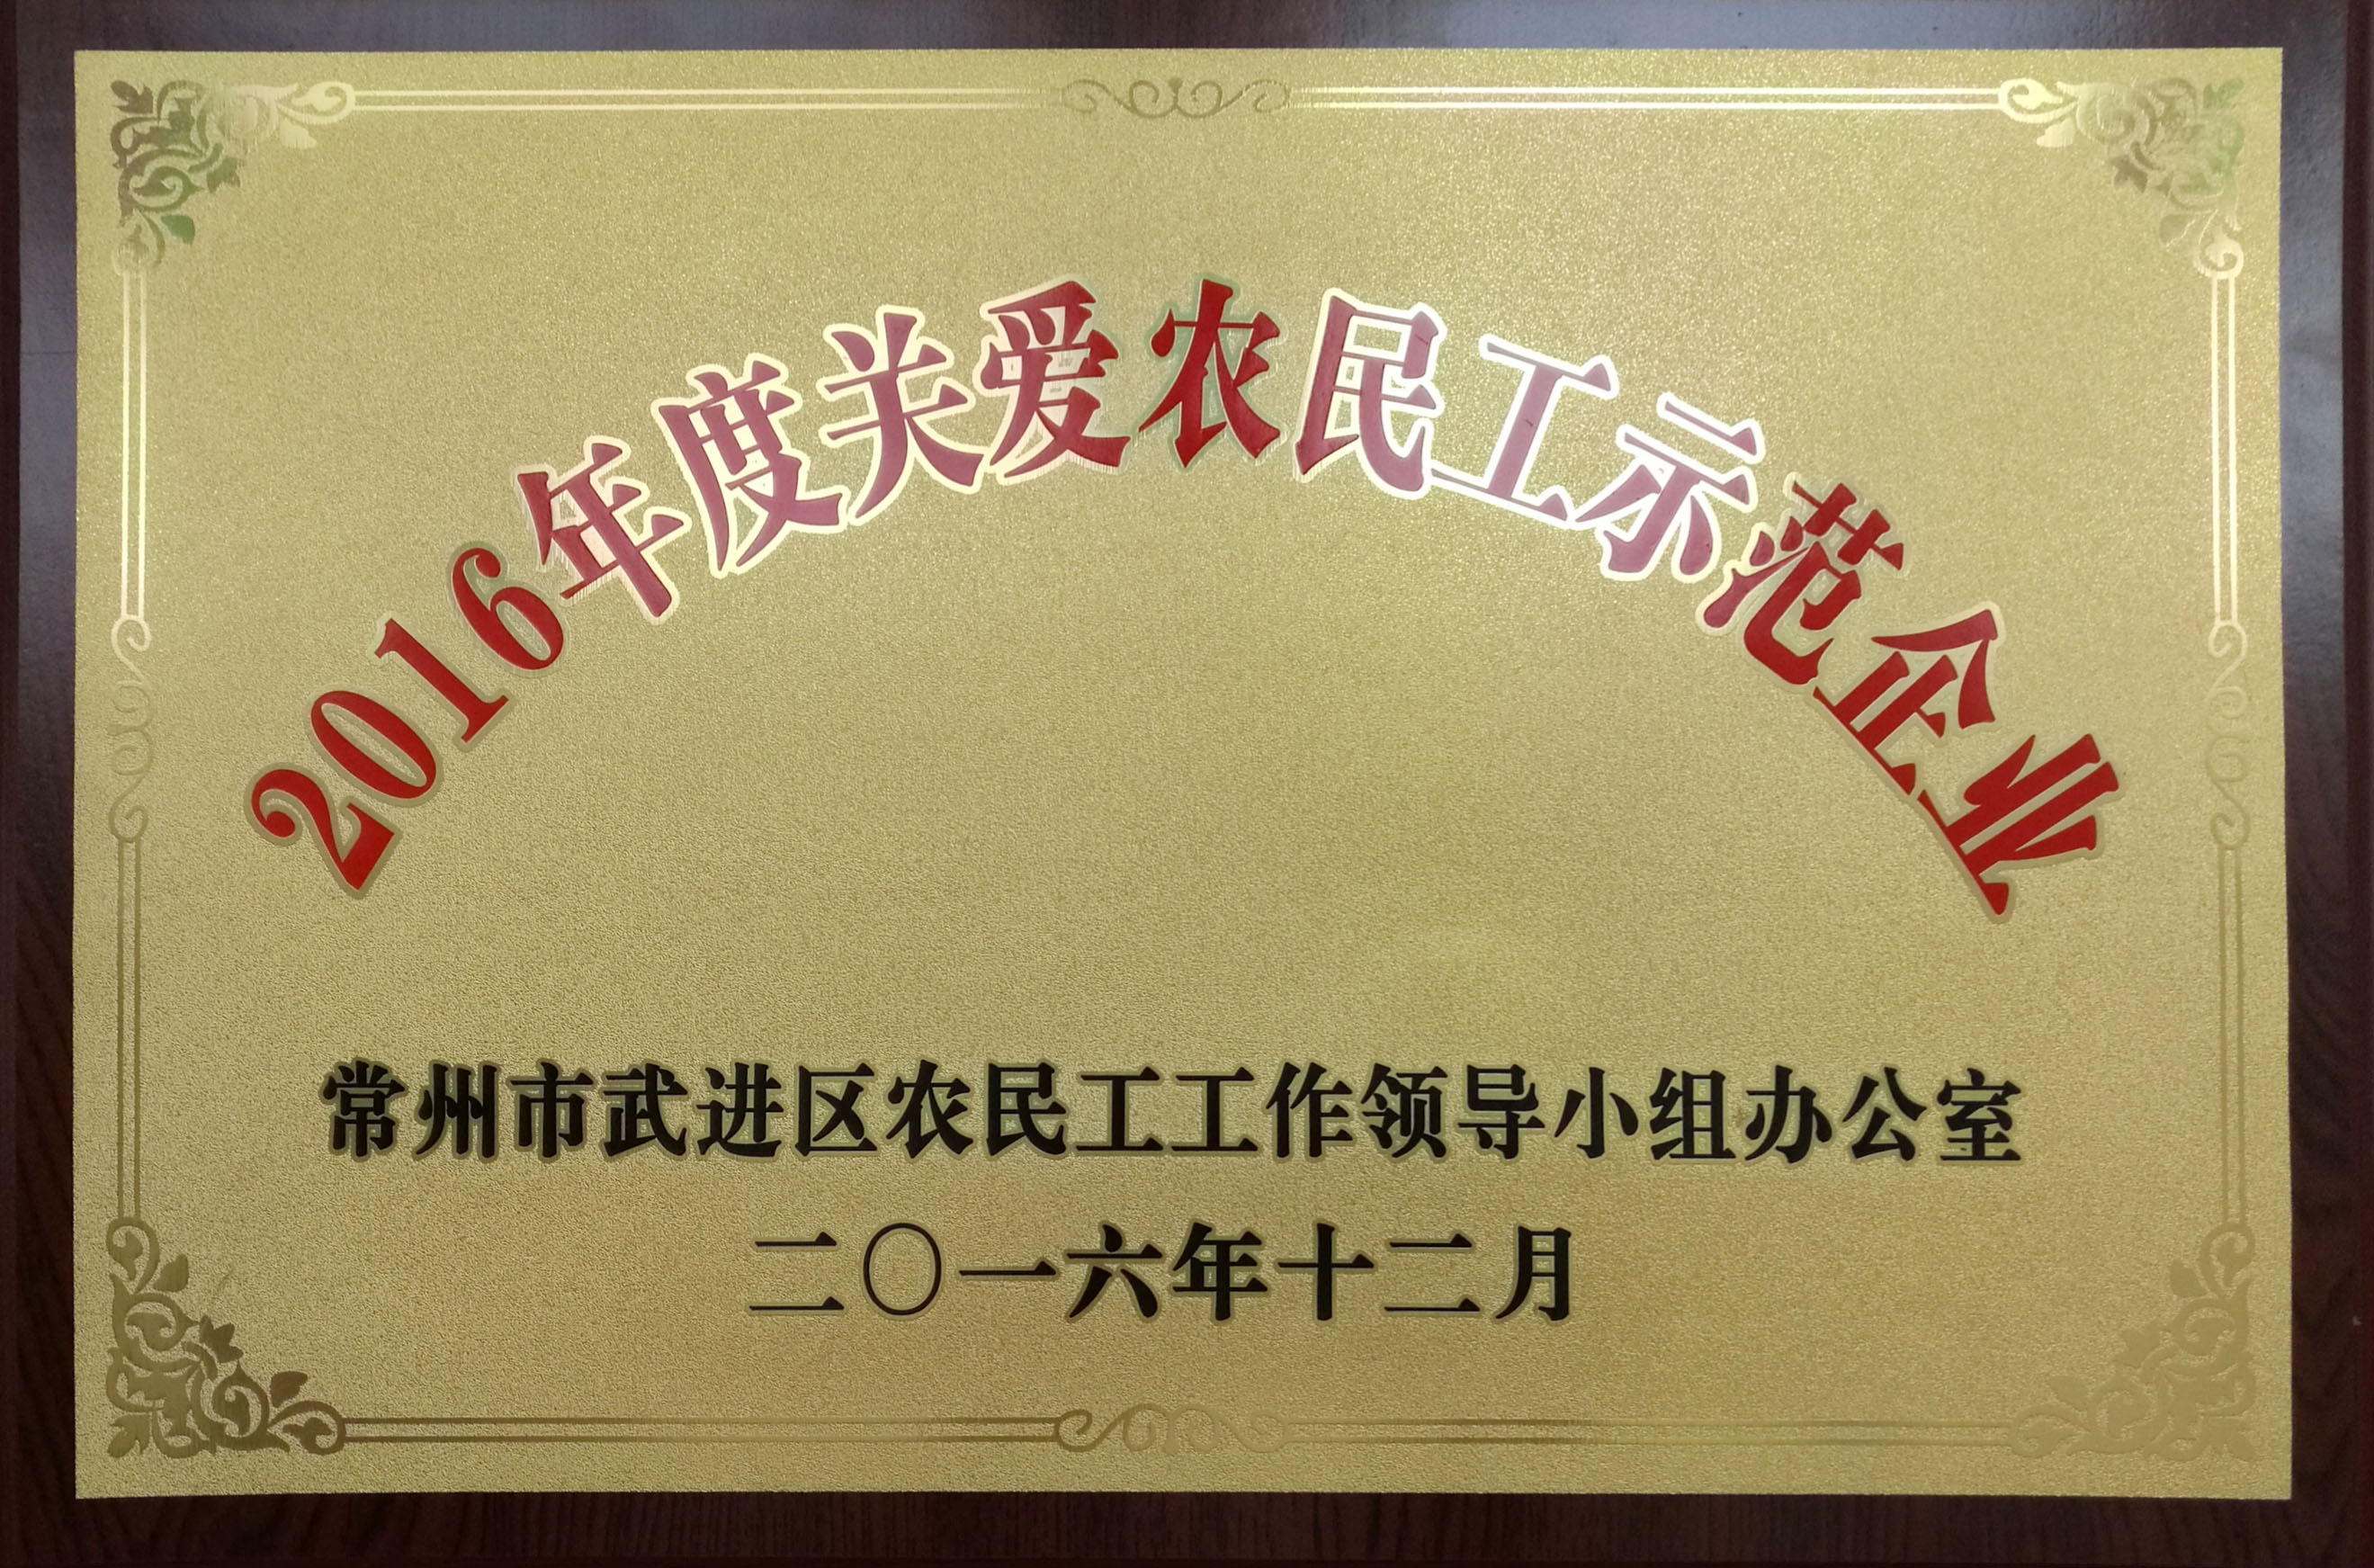 2016年度关爱农民工示范企业
常州市武进区农民工工作领导小组办公室
二〇一六年十二月